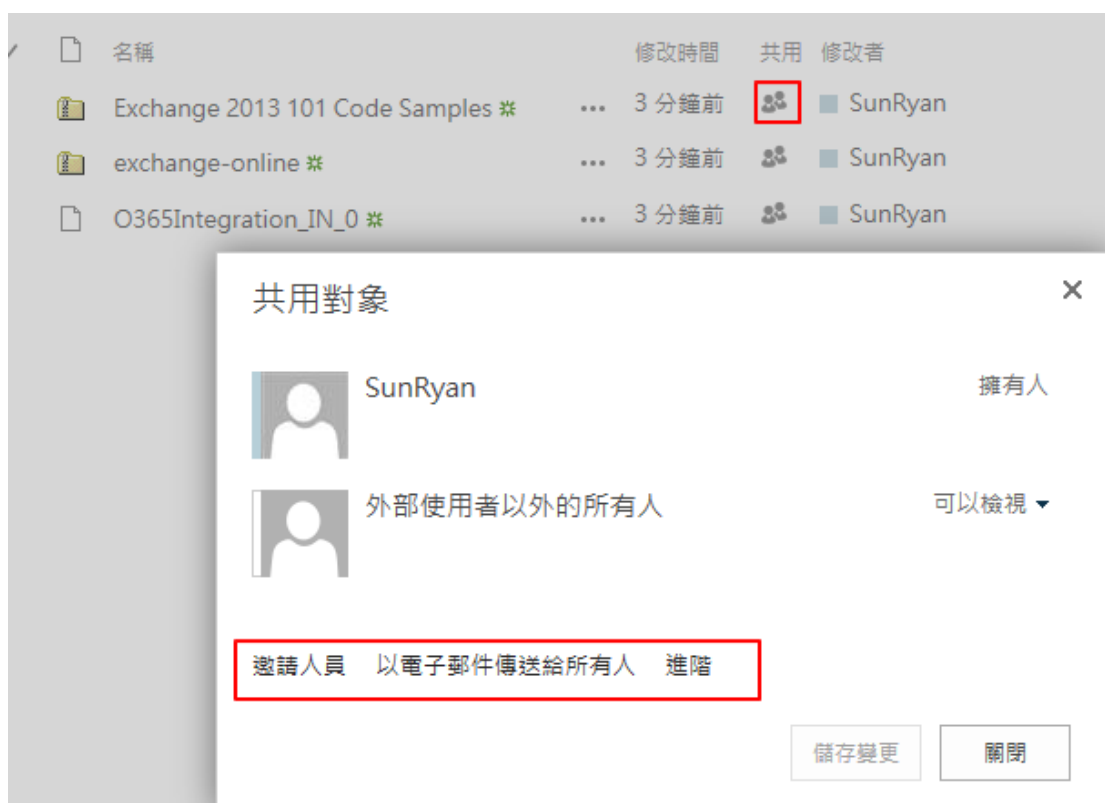 名稱 修改時間 共用 修改者
Exchange 2013 101 Code Samples ... 3 分鐘前 SunRyan
exchange-online ... 3 分鐘前 SunRyan
O365Integration_IN_0 ... 3 分鐘前 SunRyan
共用對象
SunRyan 擁有人
外部使用者以外的所有人 可以檢視
邀請人員 以電子郵件傳送給所有人 進階
儲存變更 關閉